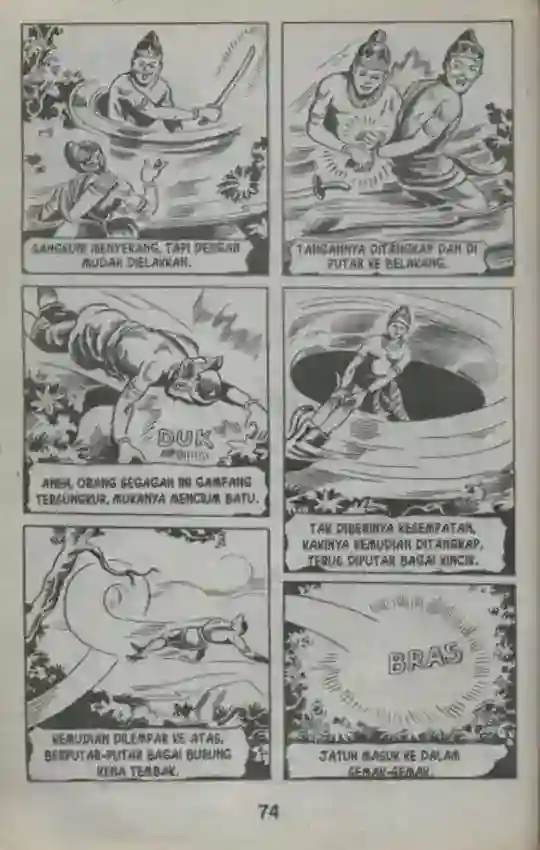 SANGKUNI MENYERANG, TAPI DENGAN
MUDAH DIELAKKAN.
TANGANNYA DITANGKAP DAN DI
PUTAR KE BELAKANG.
DUK
ANEH, ORANG SEGAGAH INI GAMPANG
TERSUNGKUR, MUKANYA MENCIUM BATU.
TAK DIBERINYA KESEMPATAN,
KAKINYA KEMUDIAN DITANGKAP,
TERUS DIPUTAR BAGAI KINCIR.
KEMUDIAN DILEMPAR KE ATAS,
BERPUTAR-PUTAR BAGAI BURUNG
KENA TEMBAK.
BRAS
JATUH MASUK KE DALAM
SEMAK-SEMAK.
74